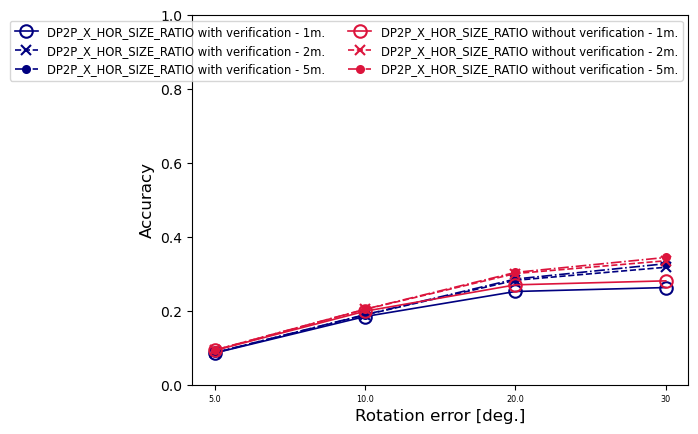 1.0
DP2P_X_HOR_SIZE_RATIO with verification - 1m.
DP2P_X_HOR_SIZE_RATIO with verification - 2m.
DP2P_X_HOR_SIZE_RATIO with verification - 5m.
DP2P_X_HOR_SIZE_RATIO without verification - 1m.
DP2P_X_HOR_SIZE_RATIO without verification - 2m.
DP2P_X_HOR_SIZE_RATIO without verification - 5m.
0.8
0.6
0.4
0.2
0.0
Accuracy
5.0 10.0 20.0 30
Rotation error [deg.]